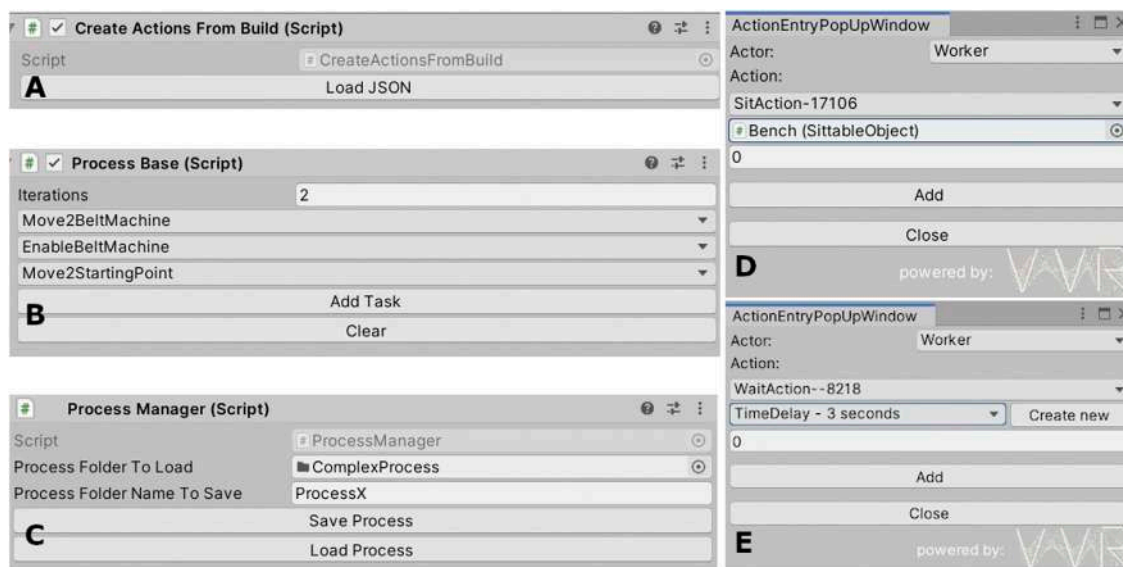 Create Actions From Build (Script)
Script
# CreateActionsFromBuild
A
Load JSON
Process Base (Script)
Iterations
2
Move2BeltMachine
EnableBeltMachine
Move2StartingPoint
B
Add Task
Clear
Process Manager (Script)
Script
# ProcessManager
Process Folder To Load
ComplexProcess
Process Folder Name To Save
ProcessX
C
Save Process
Load Process
ActionEntryPopUpWindow
Actor:
Worker
Action:
SitAction-17106
# Bench (SittableObject)
0
Add
Close
D
powered by:
VAVR
ActionEntryPopUpWindow
Actor:
Worker
Action:
WaitAction--8218
TimeDelay - 3 seconds
Create new
0
Add
Close
E
powered by:
VAVR